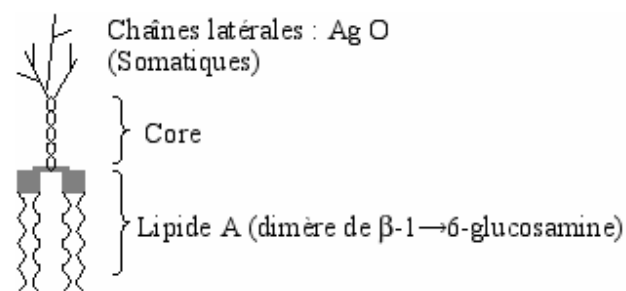 Chaînes latérales : Ag O
(Somatiques)
Core
Lipide A (dimère de β-1→6-glucosamine)